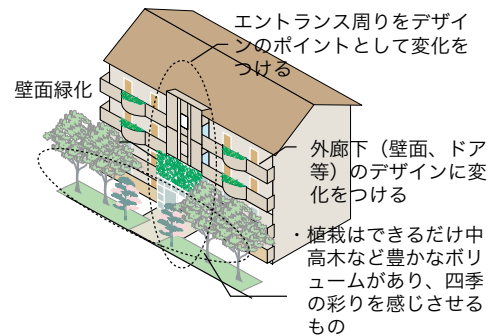 エントランス周りをデザイ
ンのポイントとして変化を
つける
壁面緑化
外廊下（壁面、ドア
等）のデザインに変
化をつける
・植栽はできるだけ中
高木など豊かなボリ
ュームがあり、四季
の彩りを感じさせる
もの